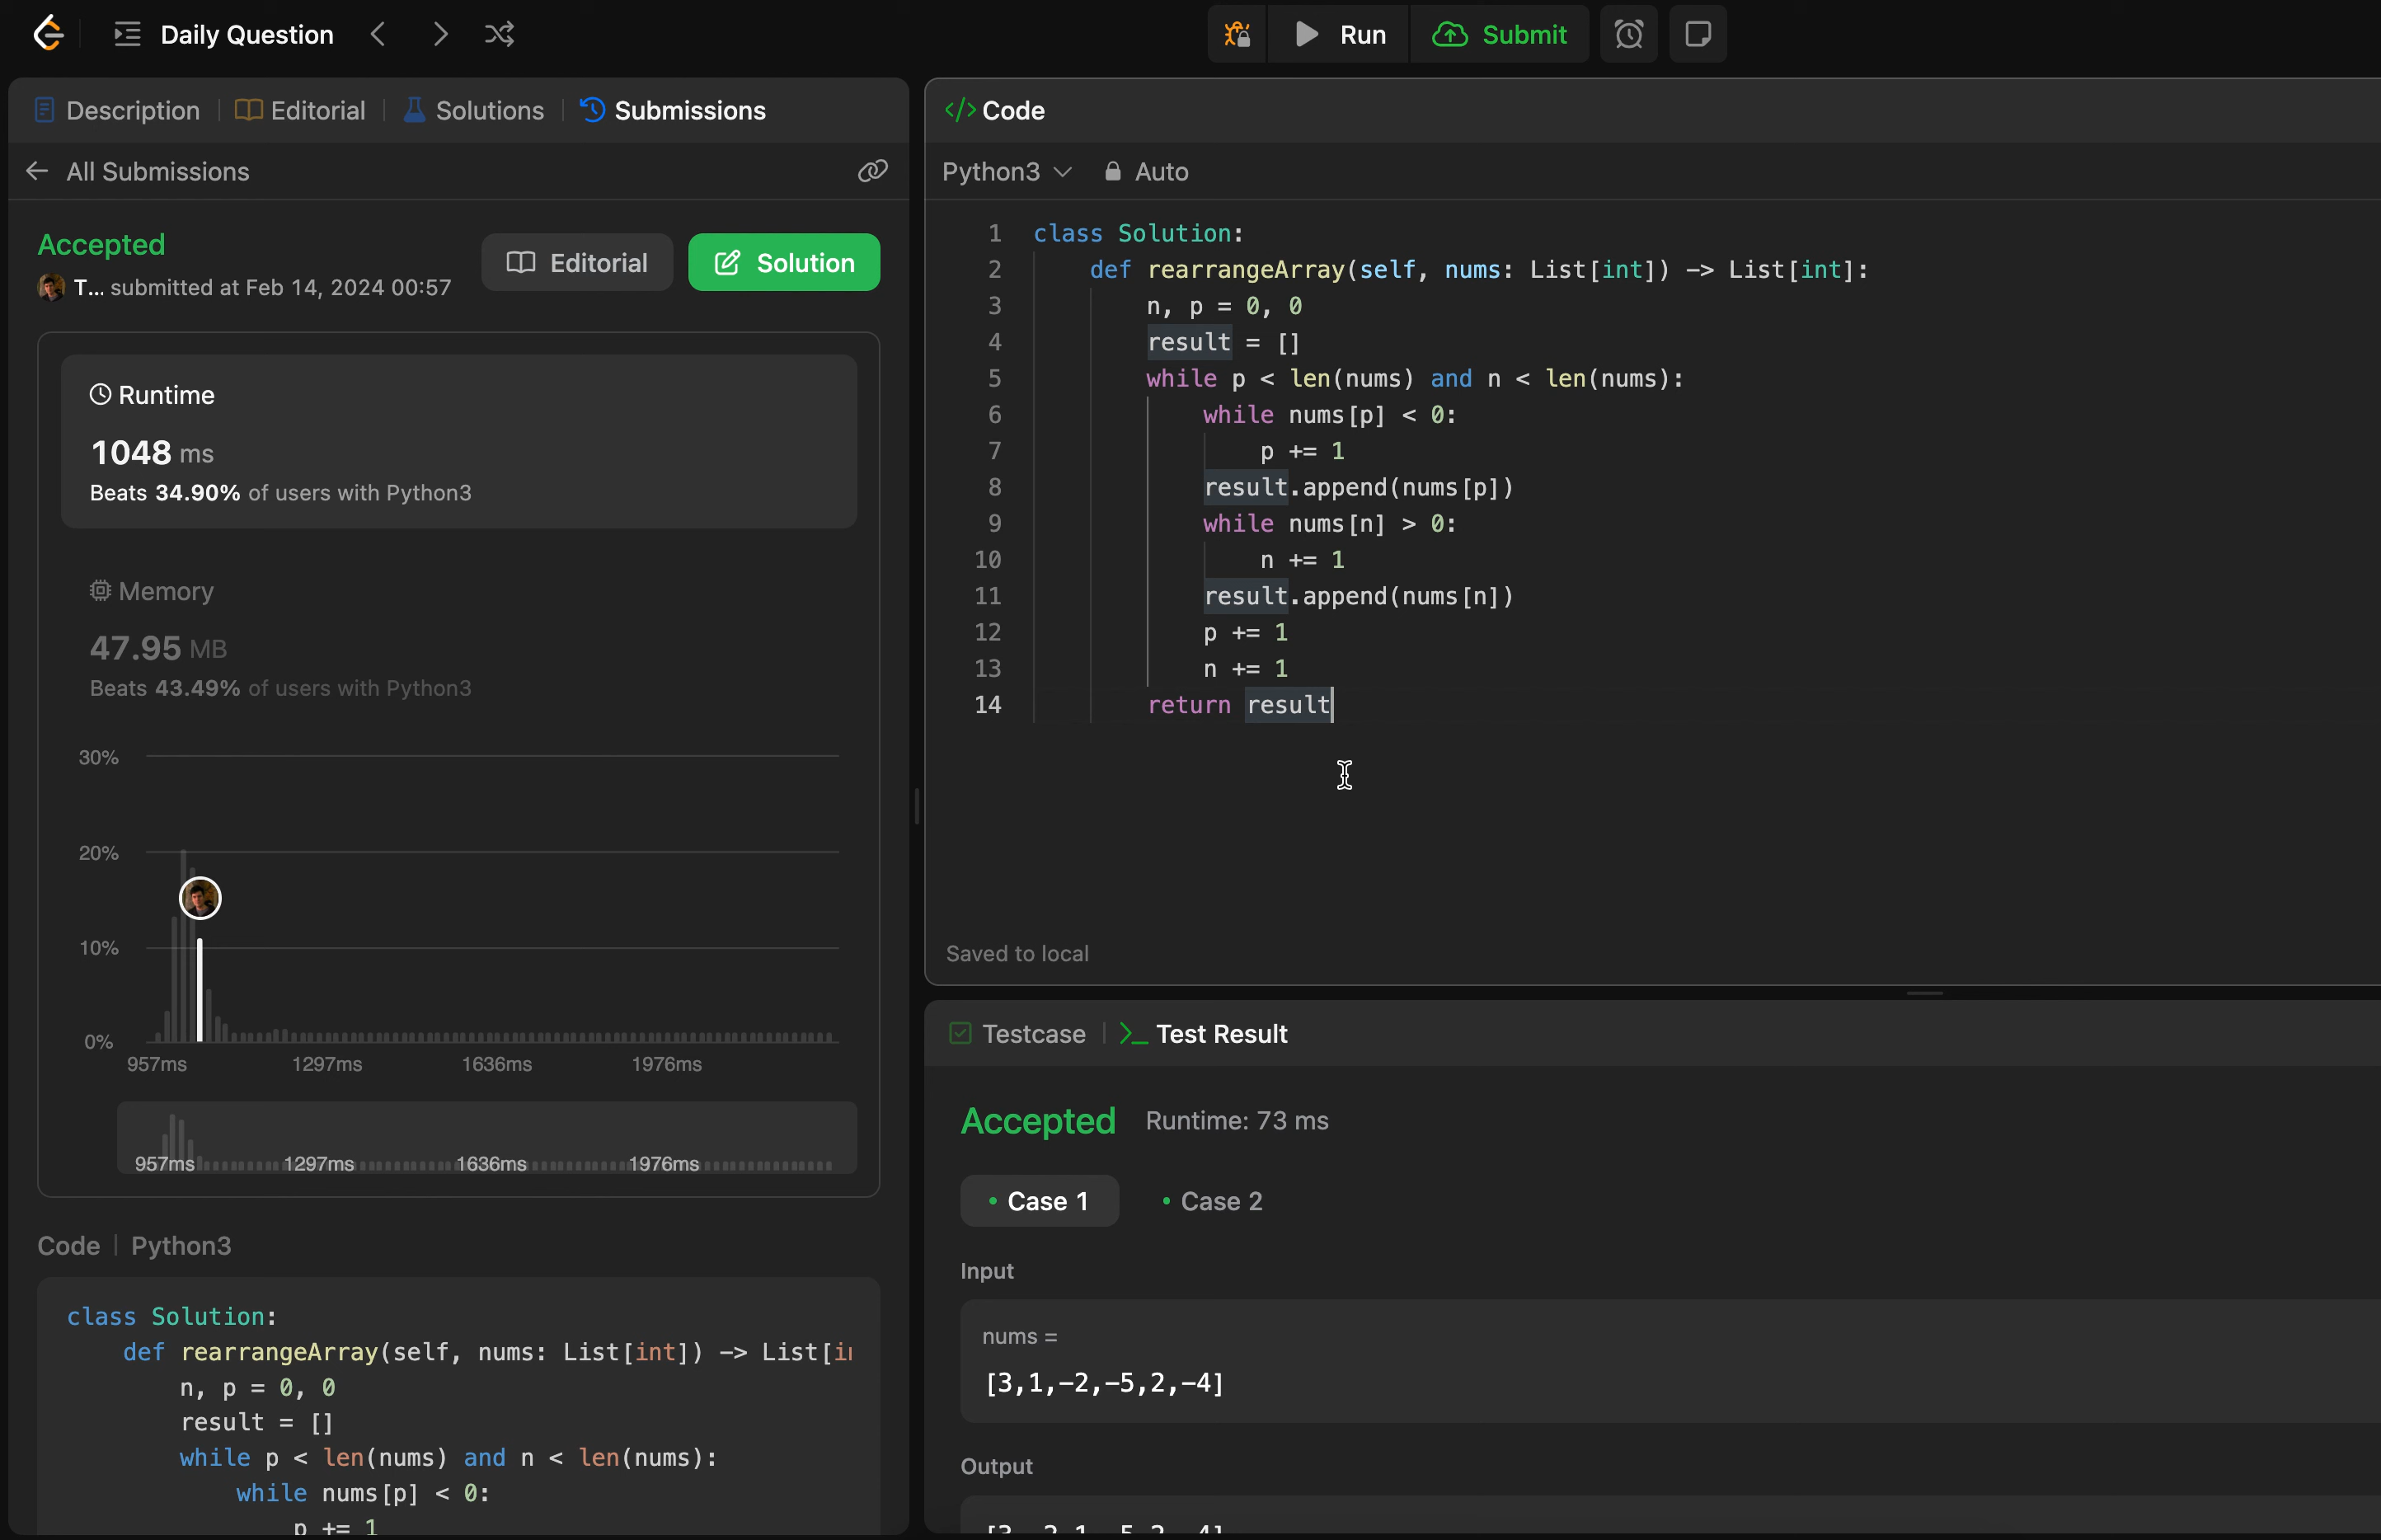 Daily Question
Run
Submit
Description
Editorial
Solutions
Submissions
All Submissions
Accepted
T... submitted at Feb 14, 2024 00:57
Editorial
Solution
Runtime
1048 ms
Beats 34.90% of users with Python3
Memory
47.95 MB
Beats 43.49% of users with Python3
30%
20%
10%
0%
957ms 1297ms 1636ms 1976ms
957ms 1297ms 1636ms 1976ms
Code | Python3
class Solution:
def rearrangeArray(self, nums: List[int]) -> List[in
n, p = 0, 0
result = []
while p < len(nums) and n < len(nums):
while nums[p] < 0:
p += 1
</> Code
Python3
Auto
1 class Solution:
2 def rearrangeArray(self, nums: List[int]) -> List[int]:
3 n, p = 0, 0
4 result = []
5 while p < len(nums) and n < len(nums):
6 while nums[p] < 0:
7 p += 1
8 result.append(nums[p])
9 while nums[n] > 0:
10 n += 1
11 result.append(nums[n])
12 p += 1
13 n += 1
14 return result
Saved to local
Testcase
>_ Test Result
Accepted Runtime: 73 ms
Case 1
Case 2
Input
nums =
[3,1,-2,-5,2,-4]
Output